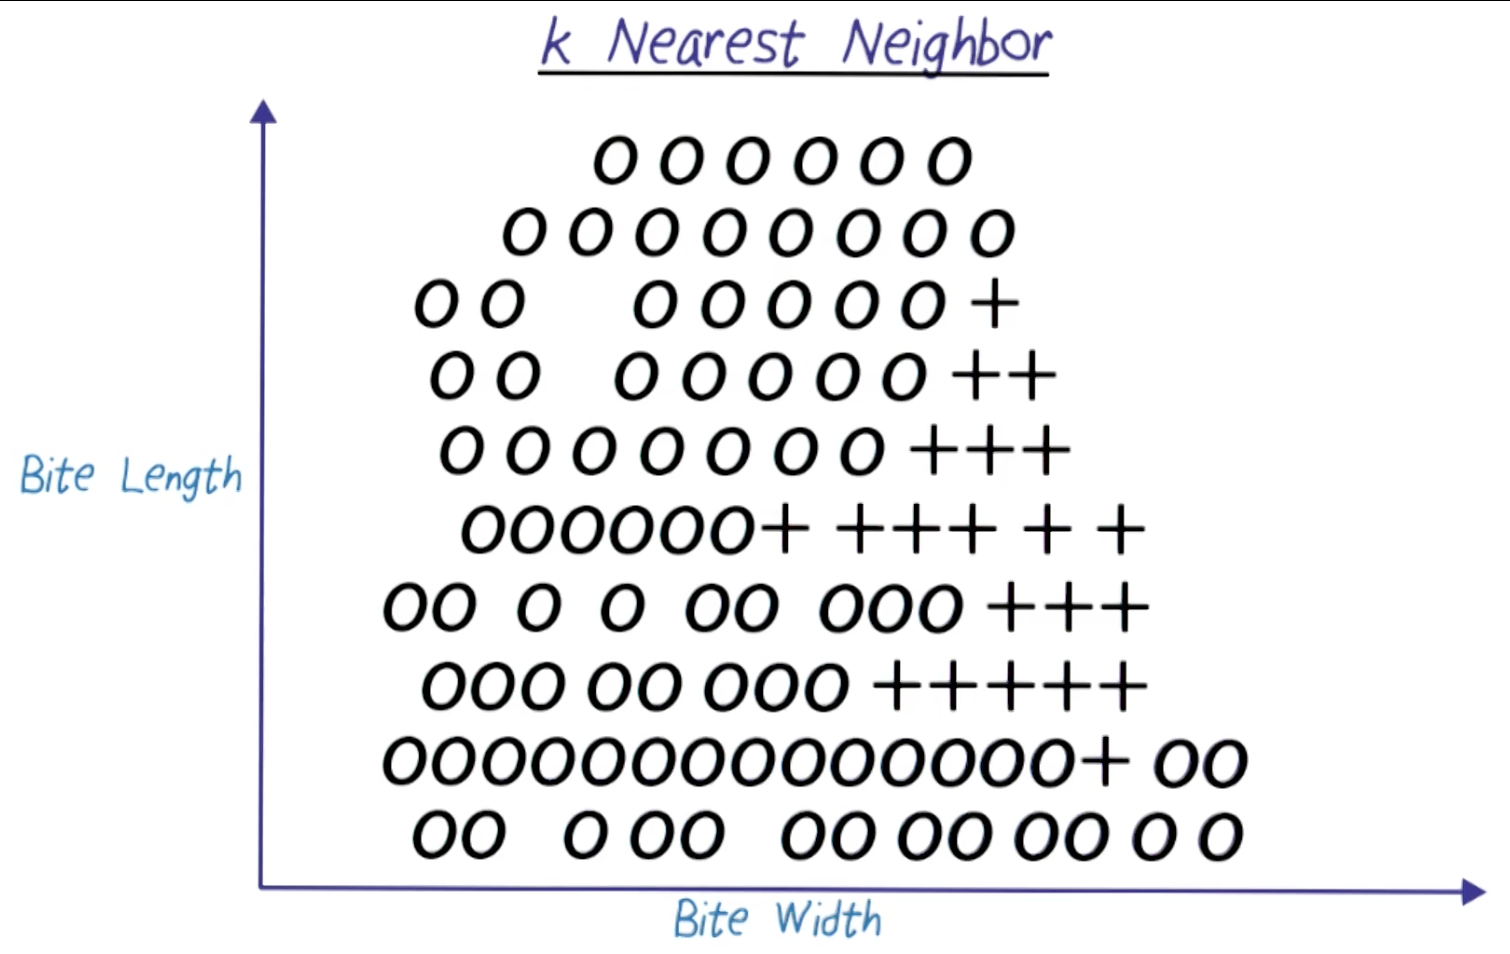 k Nearest Neighbor
O O O O O O
O O O O O O O O
O O O O O O O +
O O O O O O O ++
O O O O O O O +++
OOOOOO+ +++ + +
Bite Length
OO O O OO OOO +++
OOO OO OOO +++++
OOOOOOOOOOOOOO+ OO
OO O OO OO OO OO O O
Bite Width